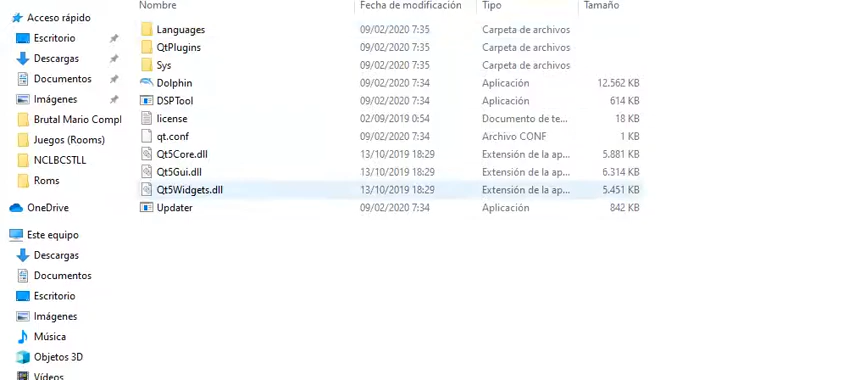 Nombre Fecha de modificación Tipo Tamaño
Languages 09/02/2020 7:35 Carpeta de archivos
QtPlugins 09/02/2020 7:35 Carpeta de archivos
Sys 09/02/2020 7:35 Carpeta de archivos
Dolphin 09/02/2020 7:34 Aplicación 12.562 KB
DSPTool 09/02/2020 7:34 Aplicación 614 KB
license 02/09/2019 0:54 Documento de te... 18 KB
qt.conf 09/02/2020 7:34 Archivo CONF 1 KB
Qt5Core.dll 13/10/2019 18:29 Extensión de la ap... 5.881 KB
Qt5Gui.dll 13/10/2019 18:29 Extensión de la ap... 6.314 KB
Qt5Widgets.dll 13/10/2019 18:29 Extensión de la ap... 5.451 KB
Updater 09/02/2020 7:34 Aplicación 842 KB
Acceso rápido
Escritorio
Descargas
Documentos
Imágenes
Brutal Mario Compl
Juegos (Rooms)
NCLBCSTLL
Roms
OneDrive
Este equipo
Descargas
Documentos
Escritorio
Imágenes
Música
Objetos 3D
Vídeos